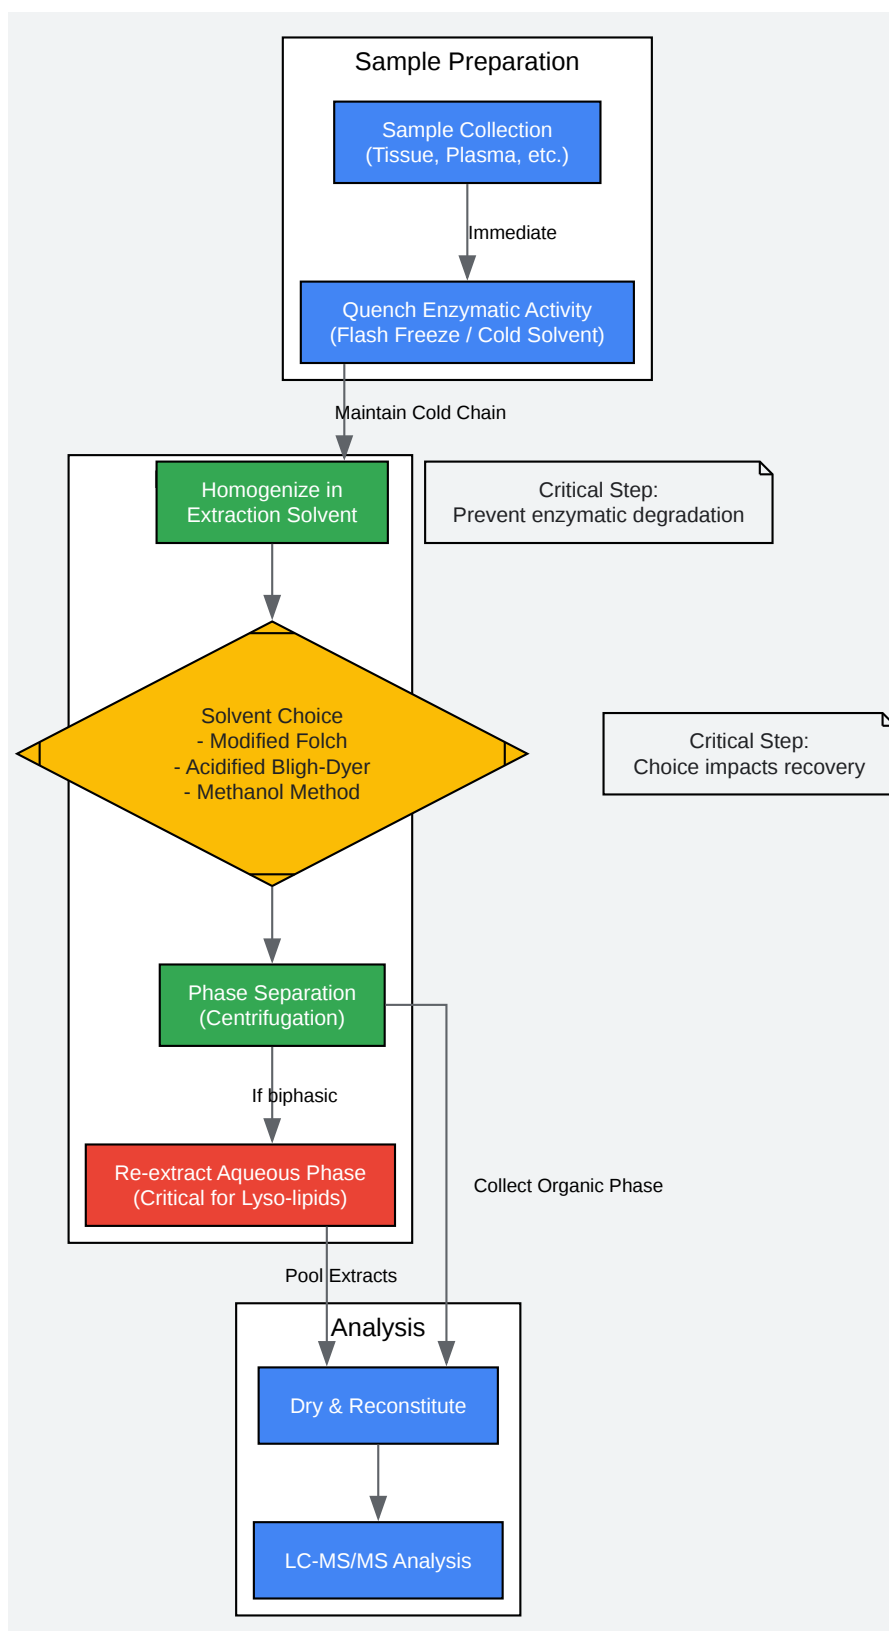 Sample Preparation
Sample Collection
(Tissue, Plasma, etc.)
Immediate
Quench Enzymatic Activity
(Flash Freeze / Cold Solvent)
Maintain Cold Chain
Homogenize in
Extraction Solvent
Critical Step:
Prevent enzymatic degradation
Solvent Choice
- Modified Folch
- Acidified Bligh-Dyer
- Methanol Method
Critical Step:
Choice impacts recovery
Phase Separation
(Centrifugation)
If biphasic
Re-extract Aqueous Phase
(Critical for Lyso-lipids)
Collect Organic Phase
Pool Extracts
Analysis
Dry & Reconstitute
LC-MS/MS Analysis